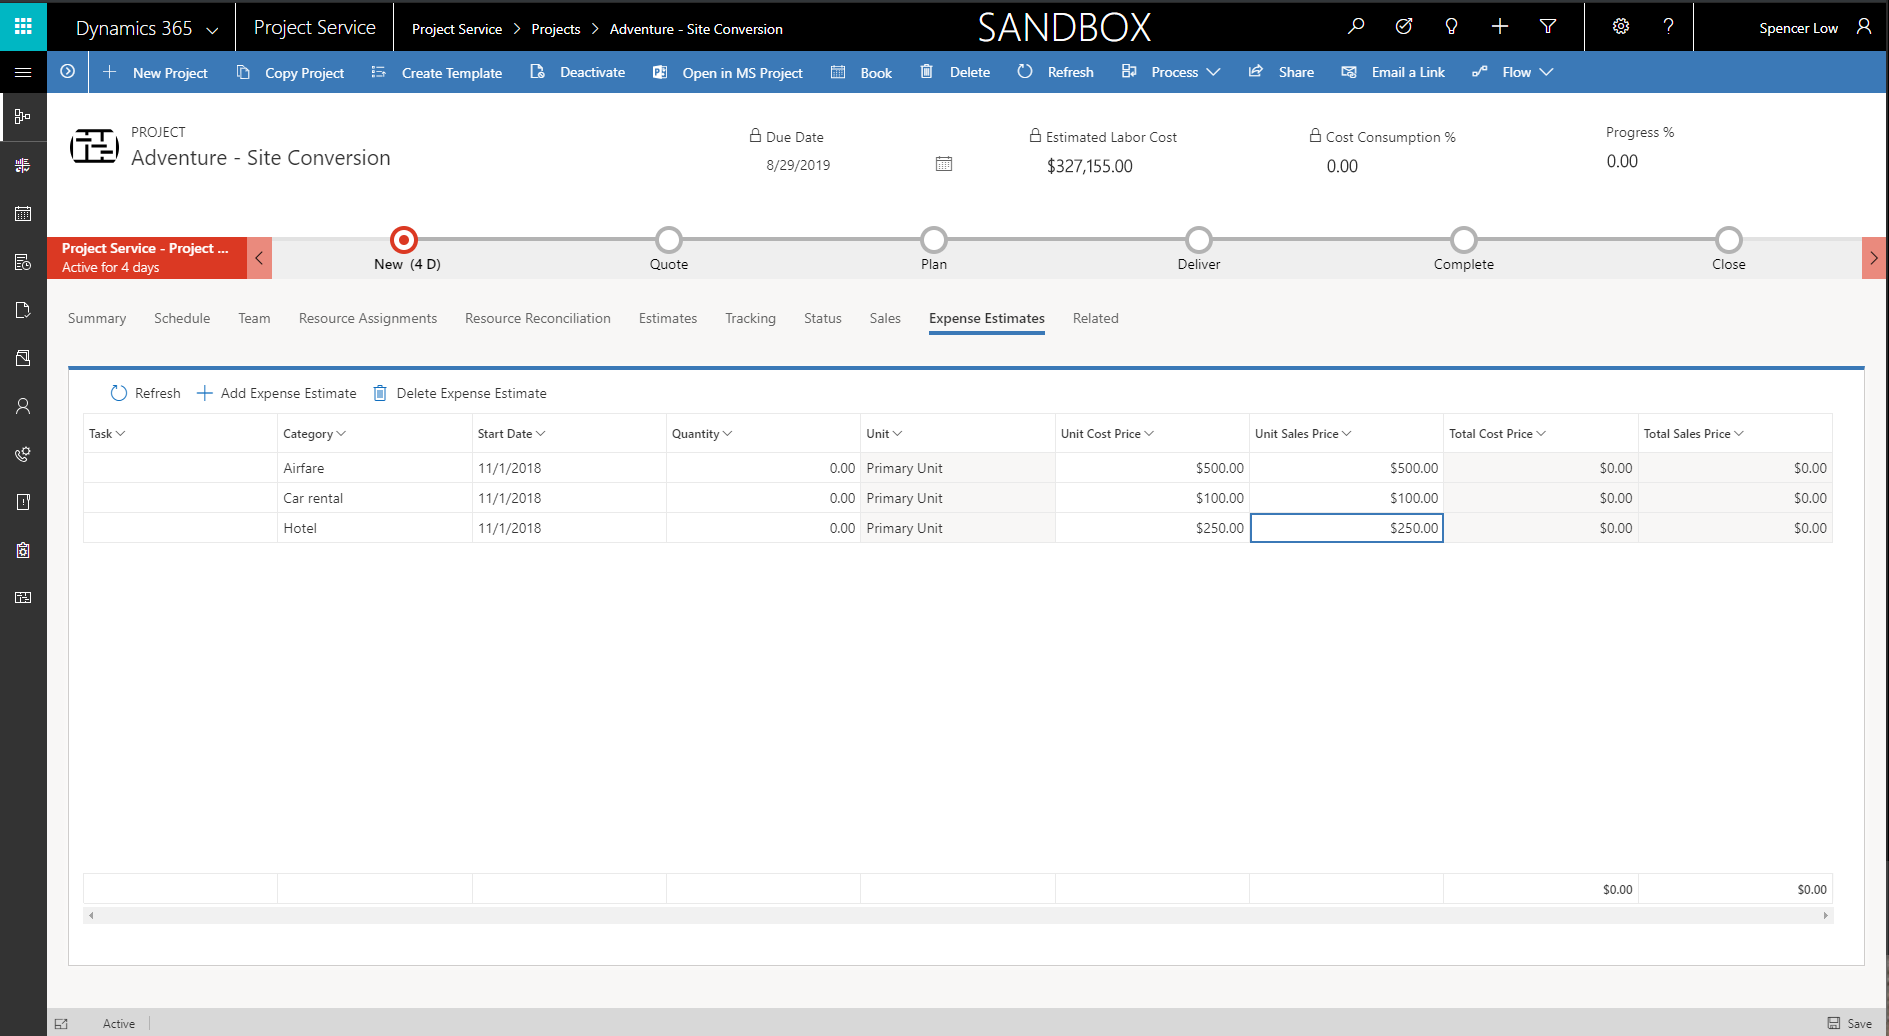 Dynamics 365 Project Service Project Service > Projects > Adventure - Site Conversion SANDBOX ? Spencer Low
New Project Copy Project Create Template Deactivate Open in MS Project Book Delete Refresh Process Share Email a Link Flow
PROJECT
Adventure - Site Conversion
Due Date
8/29/2019
Estimated Labor Cost
$327,155.00
Cost Consumption %
0.00
Progress %
0.00
Project Service - Project ...
Active for 4 days
New (4 D) Quote Plan Deliver Complete Close
Summary Schedule Team Resource Assignments Resource Reconciliation Estimates Tracking Status Sales Expense Estimates Related
Refresh Add Expense Estimate Delete Expense Estimate
Task Category Start Date Quantity Unit Unit Cost Price Unit Sales Price Total Cost Price Total Sales Price
Airfare 11/1/2018 0.00 Primary Unit $500.00 $500.00 $0.00 $0.00
Car rental 11/1/2018 0.00 Primary Unit $100.00 $100.00 $0.00 $0.00
Hotel 11/1/2018 0.00 Primary Unit $250.00 $250.00 $0.00 $0.00
$0.00 $0.00
Active Save